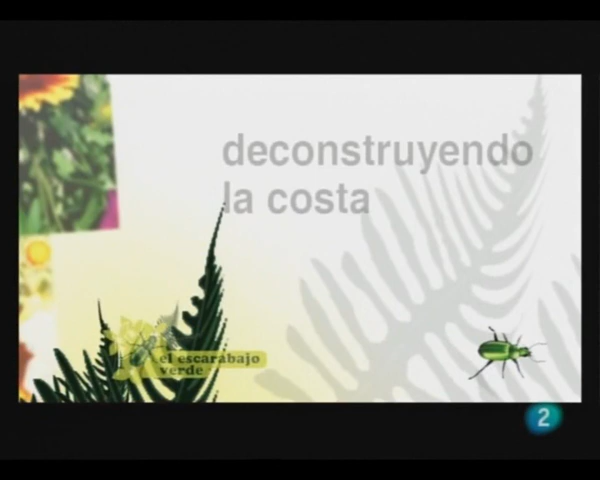 deconstruyendo
la costa
el escarabajo
verde
2